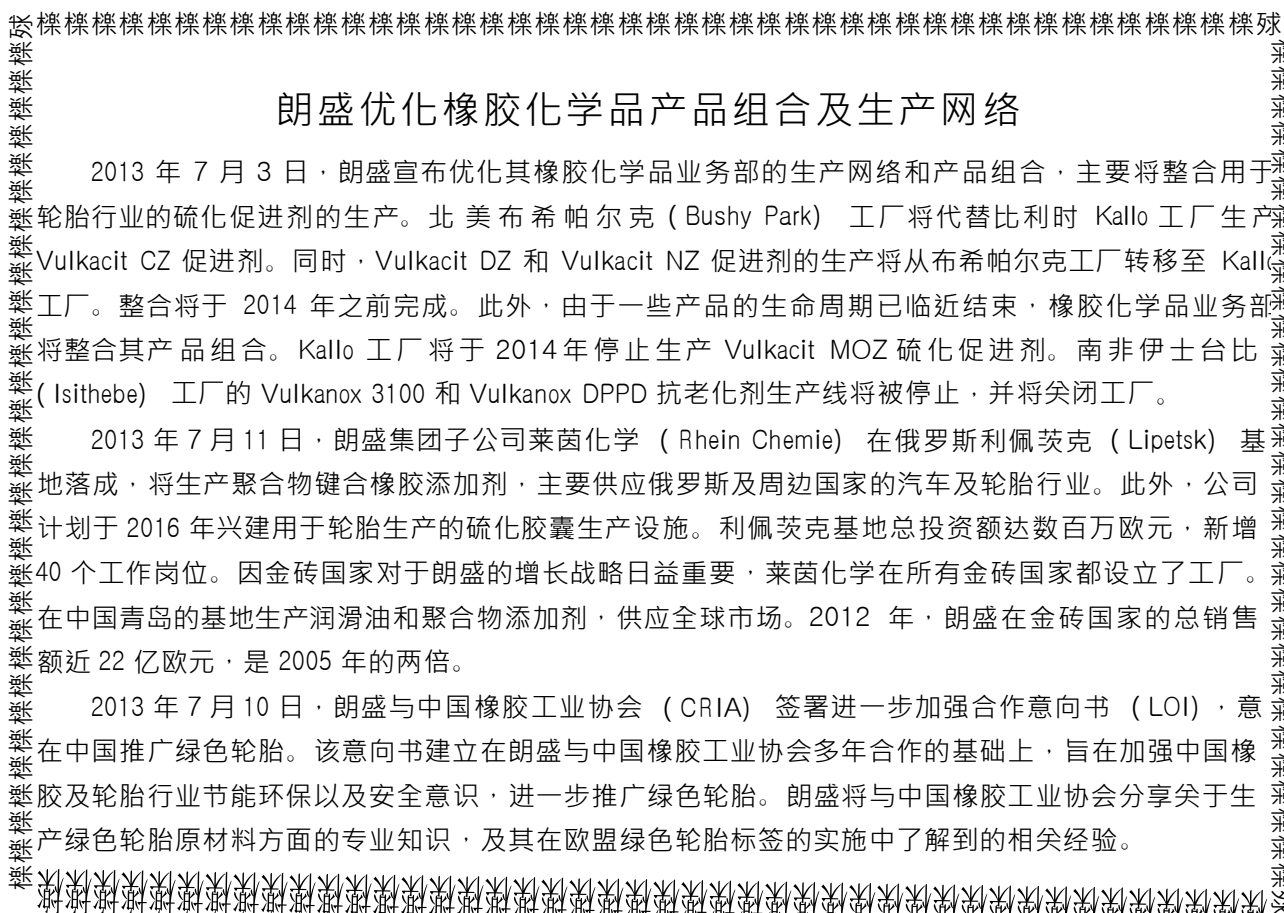 朗盛优化橡胶化学品产品组合及生产网络
2013 年 7 月 3 日，朗盛宣布优化其橡胶化学品业务部的生产网络和产品组合，主要将整合用于
轮胎行业的硫化促进剂的生产。北美布希帕尔克 (Bushy Park) 工厂将代替比利时 Kallo 工厂生产
Vulkacit CZ 促进剂。同时，Vulkacit DZ 和 Vulkacit NZ 促进剂的生产将从布希帕尔克工厂转移至 Kallo
工厂。整合将于 2014 年之前完成。此外，由于一些产品的生命周期已临近结束，橡胶化学品业务部
将整合其产品组合。Kallo 工厂将于 2014 年停止生产 Vulkacit MOZ 硫化促进剂。南非伊士台比
(Isithebe) 工厂的 Vulkanox 3100 和 Vulkanox DPPD 抗老化剂生产线将被停止，并将关闭工厂。
2013 年 7 月 11 日，朗盛集团子公司莱茵化学 (Rhein Chemie) 在俄罗斯利佩茨克 (Lipetsk) 基
地落成，将生产聚合物键合橡胶添加剂，主要供应俄罗斯及周边国家的汽车及轮胎行业。此外，公司
计划于 2016 年兴建用于轮胎生产的硫化胶囊生产设施。利佩茨克基地总投资额达数百万欧元，新增
40 个工作岗位。因金砖国家对于朗盛的增长战略日益重要，莱茵化学在所有金砖国家都设立了工厂。
在中国青岛的基地生产润滑油和聚合物添加剂，供应全球市场。2012 年，朗盛在金砖国家的总销售
额近 22 亿欧元，是 2005 年的两倍。
2013 年 7 月 10 日，朗盛与中国橡胶工业协会 (CRIA) 签署进一步加强合作意向书 (LOI)，意
在中国推广绿色轮胎。该意向书建立在朗盛与中国橡胶工业协会多年合作的基础上，旨在加强中国橡
胶及轮胎行业节能环保以及安全意识，进一步推广绿色轮胎。朗盛将与中国橡胶工业协会分享关于生
产绿色轮胎原材料方面的专业知识，及其在欧盟绿色轮胎标签的实施中了解到的相关经验。